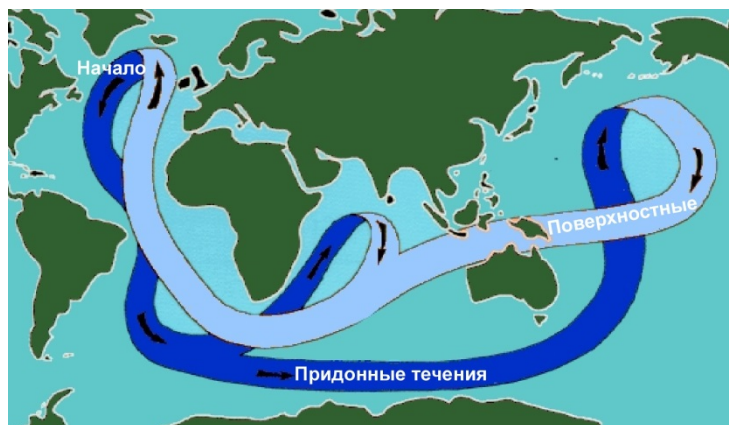 Начало
Поверхностные
Придонные течения